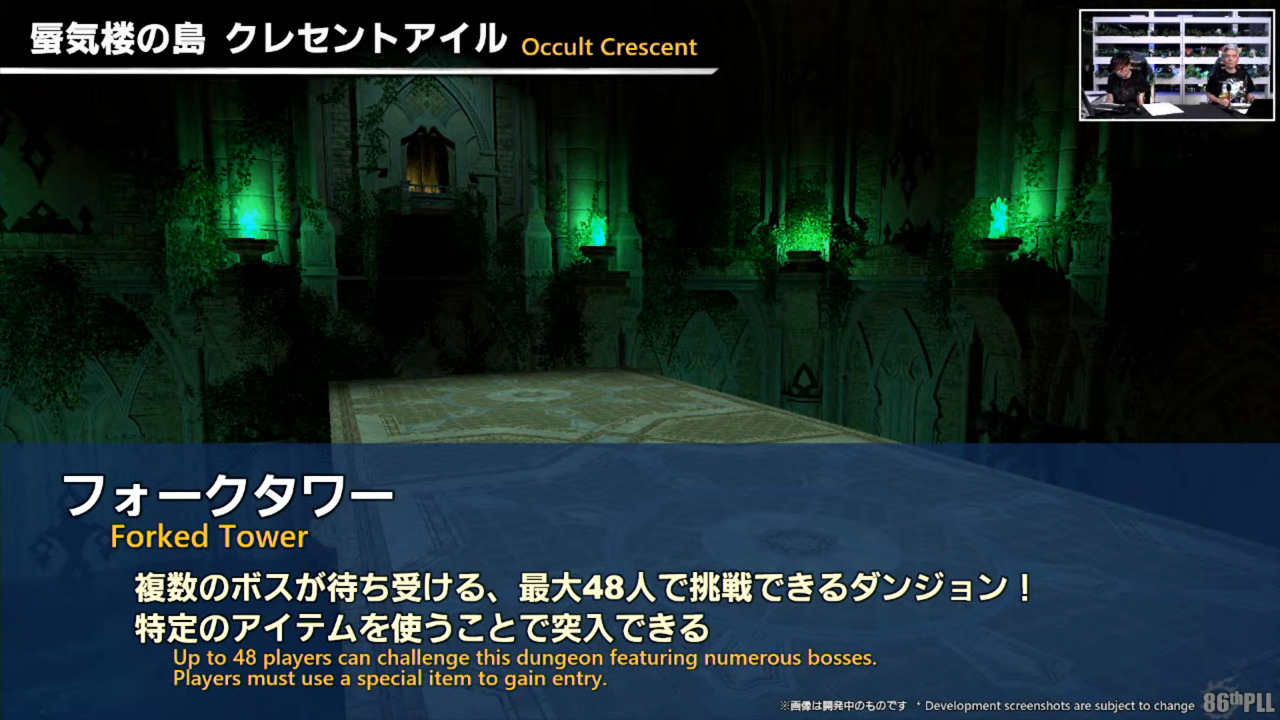 蜃気楼の島 クレセントアイル Occult Crescent
フォークタワー
Forked Tower
複数のボスが待ち受ける、最大48人で挑戦できるダンジョン！
特定のアイテムを使うことで突入できる
Up to 48 players can challenge this dungeon featuring numerous bosses.
Players must use a special item to gain entry.
※画像は開発中のものです * Development screenshots are subject to change
86thPLL